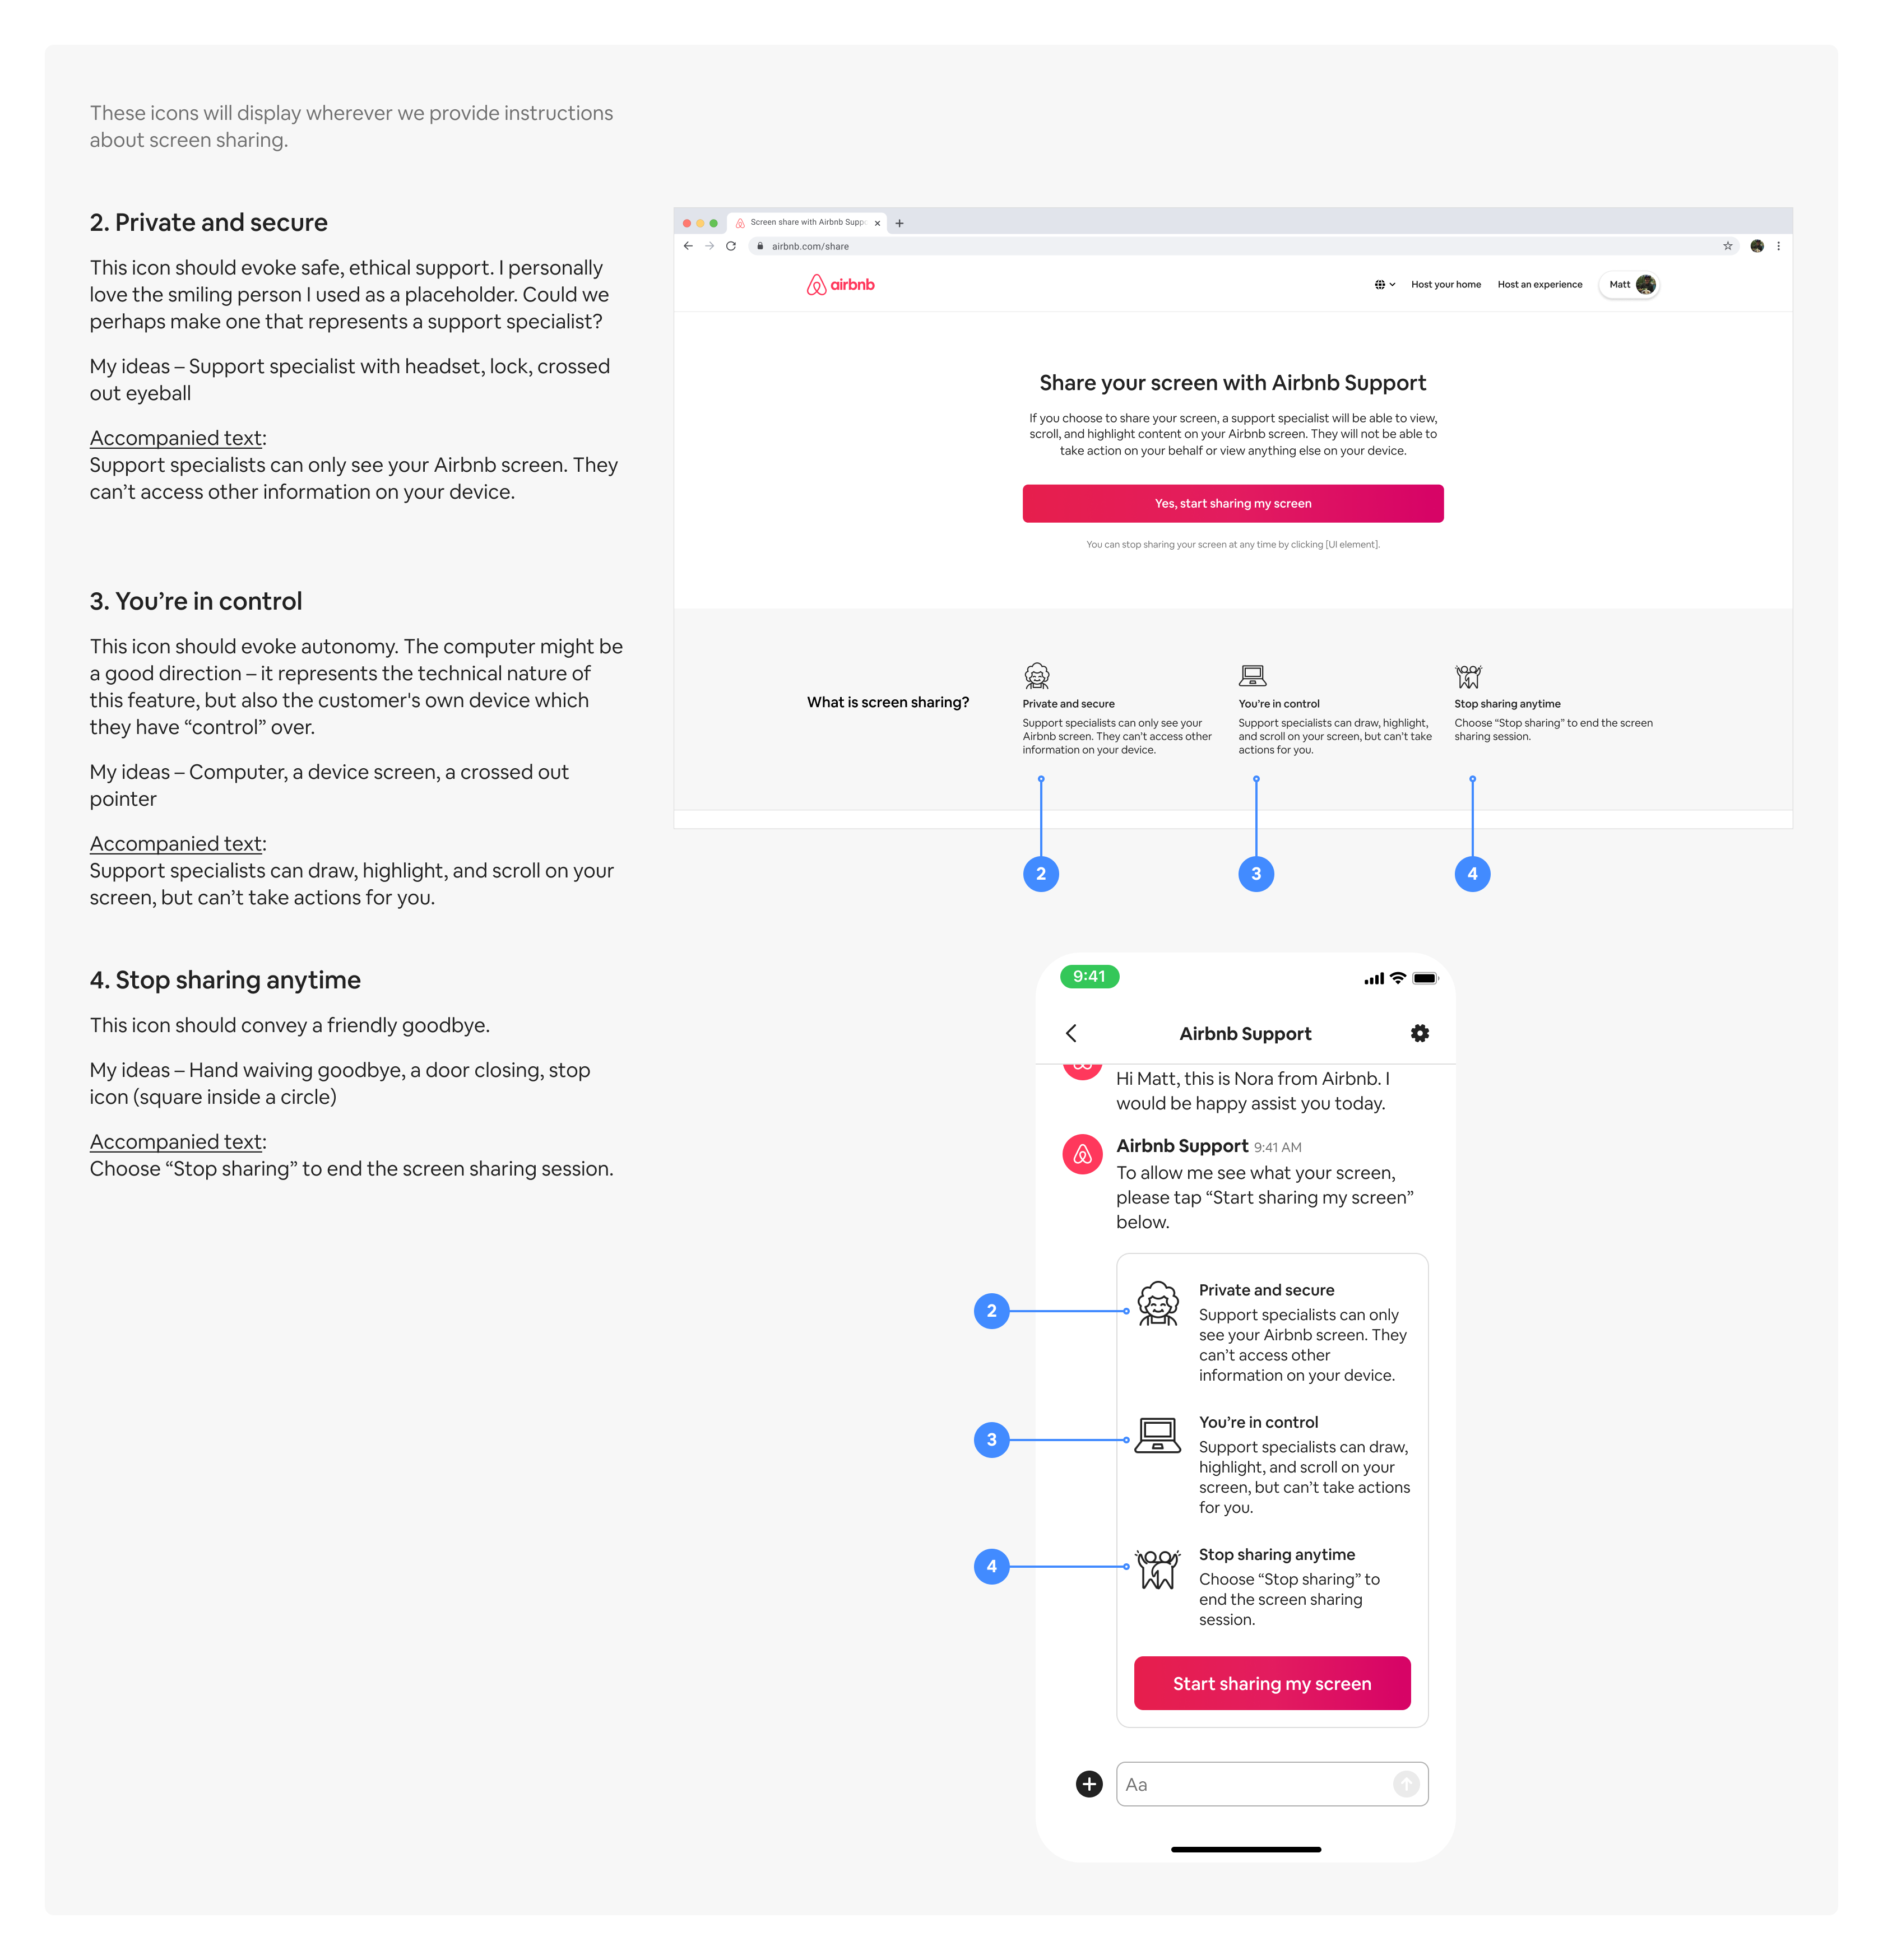 These icons will display wherever we provide instructions
about screen sharing.
2. Private and secure
This icon should evoke safe, ethical support. I personally
love the smiling person I used as a placeholder. Could we
perhaps make one that represents a support specialist?
My ideas – Support specialist with headset, lock, crossed
out eyeball
Accompanied text:
Support specialists can only see your Airbnb screen. They
can’t access other information on your device.
3. You’re in control
This icon should evoke autonomy. The computer might be
a good direction – it represents the technical nature of
this feature, but also the customer's own device which
they have “control” over.
My ideas – Computer, a device screen, a crossed out
pointer
Accompanied text:
Support specialists can draw, highlight, and scroll on your
screen, but can’t take actions for you.
4. Stop sharing anytime
This icon should convey a friendly goodbye.
My ideas – Hand waiving goodbye, a door closing, stop
icon (square inside a circle)
Accompanied text:
Choose “Stop sharing” to end the screen sharing session.
Screen share with Airbnb Supp
airbnb.com/share
airbnb
Host your home
Host an experience
Matt
Share your screen with Airbnb Support
If you choose to share your screen, a support specialist will be able to view,
scroll, and highlight content on your Airbnb screen. They will not be able to
take action on your behalf or view anything else on your device.
Yes, start sharing my screen
You can stop sharing your screen at any time by clicking [UI element].
What is screen sharing?
Private and secure
Support specialists can only see your
Airbnb screen. They can’t access other
information on your device.
You’re in control
Support specialists can draw, highlight,
and scroll on your screen, but can’t take
actions for you.
Stop sharing anytime
Choose “Stop sharing” to end the screen
sharing session.
2
3
4
9:41
Airbnb Support
Hi Matt, this is Nora from Airbnb. I
would be happy assist you today.
Airbnb Support 9:41 AM
To allow me see what your screen,
please tap “Start sharing my screen”
below.
2
Private and secure
Support specialists can only
see your Airbnb screen. They
can’t access other
information on your device.
3
You’re in control
Support specialists can draw,
highlight, and scroll on your
screen, but can’t take actions
for you.
4
Stop sharing anytime
Choose “Stop sharing” to
end the screen sharing
session.
Start sharing my screen
Aa